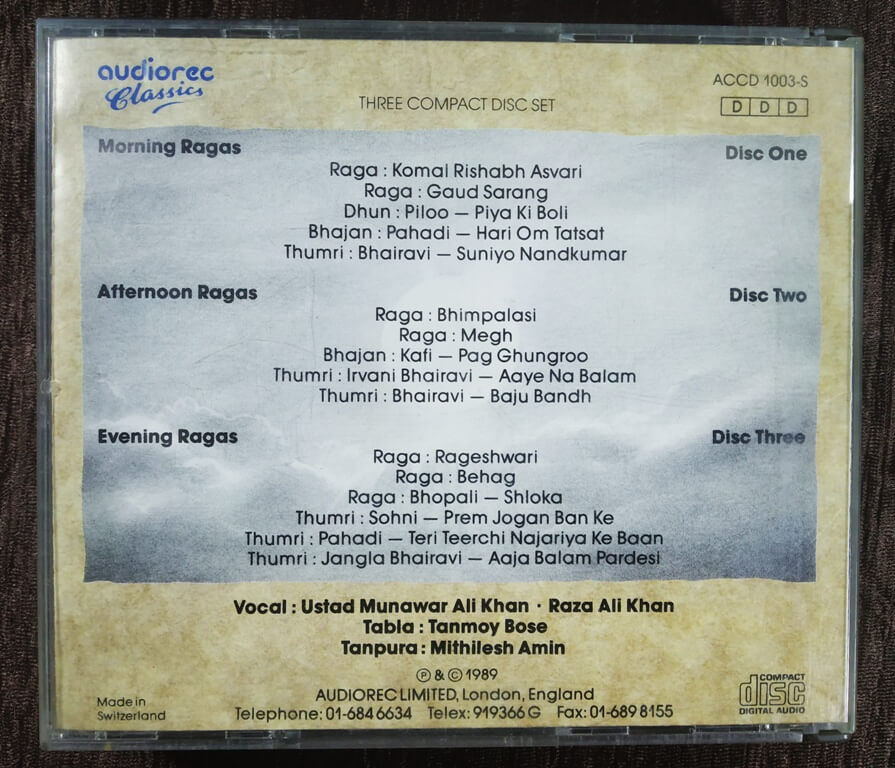 audiorec
Classics
ACCD 1003-S
THREE COMPACT DISC SET
D D D
Morning Ragas
Disc One
Raga : Komal Rishabh Asvari
Raga : Gaud Sarang
Dhun : Piloo — Piya Ki Boli
Bhajan : Pahadi — Hari Om Tatsat
Thumri : Bhairavi — Suniyo Nandkumar
Afternoon Ragas
Disc Two
Raga : Bhimpalasi
Raga : Megh
Bhajan : Kafi — Pag Ghungroo
Thumri : Irvani Bhairavi — Aaye Na Balam
Thumri : Bhairavi — Baju Bandh
Evening Ragas
Disc Three
Raga : Rageshwari
Raga : Behag
Raga : Bhopali — Shloka
Thumri : Sohni — Prem Jogan Ban Ke
Thumri : Pahadi — Teri Teerchi Najariya Ke Baan
Thumri : Jangla Bhairavi — Aaja Balam Pardesi
Vocal : Ustad Munawar Ali Khan · Raza Ali Khan
Tabla : Tanmoy Bose
Tanpura : Mithilesh Amin
℗ & © 1989
AUDIOREC LIMITED, London, England
Telephone: 01-684 6634 Telex: 919366 G Fax: 01-689 8155
Made in
Switzerland
COMPACT
disc
DIGITAL AUDIO